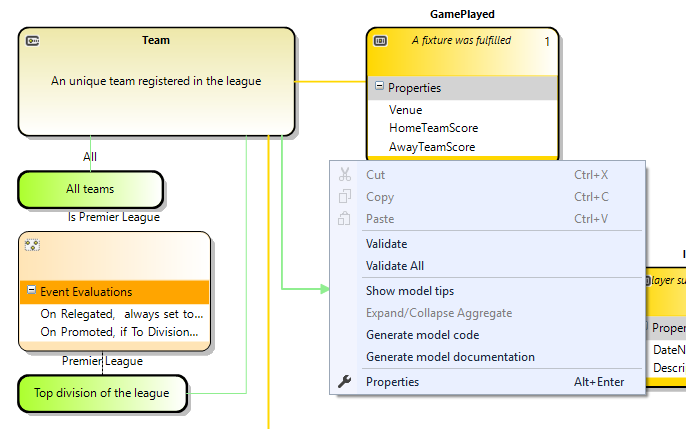 GamePlayed
Team
A fixture was fulfilled
1
An unique team registered in the league
Properties
Venue
HomeTeamScore
AwayTeamScore
All
All teams
Is Premier League
Event Evaluations
On Relegated, always set to...
On Promoted, if To Division...
Premier League
Top division of the league
Cut Ctrl+X
Copy Ctrl+C
Paste Ctrl+V
Validate
Validate All
Show model tips
Expand/Collapse Aggregate
Generate model code
Generate model documentation
Properties Alt+Enter
layer su
Proper
DateN
Descri